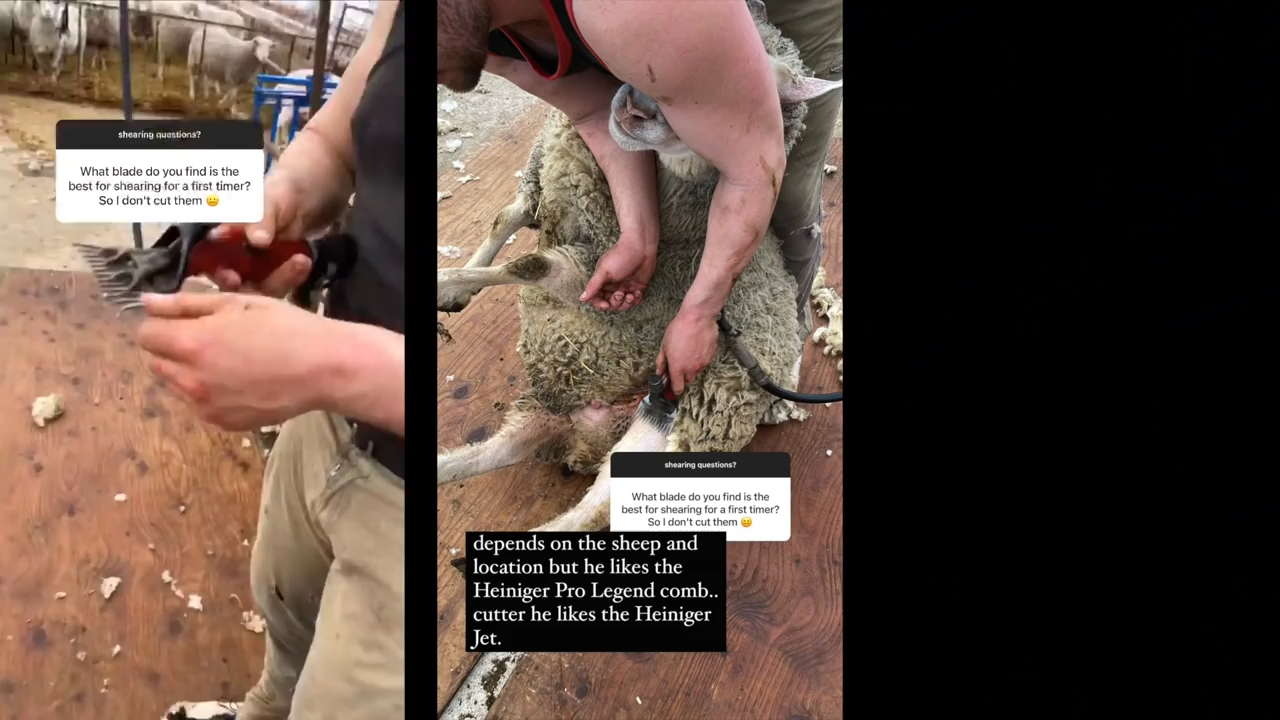 shearing questions?
What blade do you find is the
best for shearing for a first timer?
So I don't cut them 😐
shearing questions?
What blade do you find is the
best for shearing for a first timer?
So I don't cut them 😐
depends on the sheep and
location but he likes the
Heiniger Pro Legend comb..
cutter he likes the Heiniger
Jet.